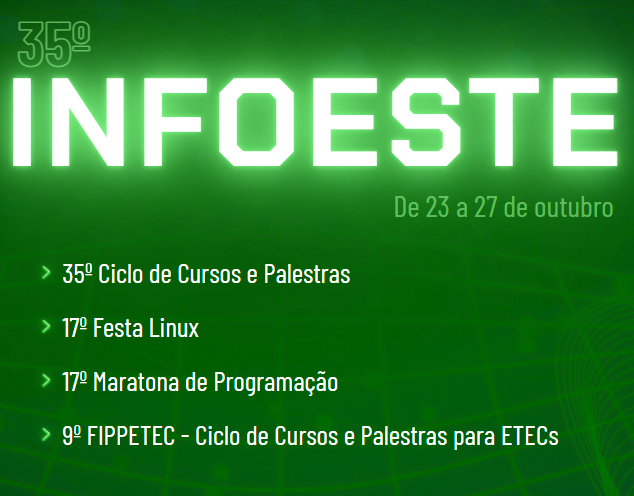 35º
INFOESTE
De 23 a 27 de outubro
35º Ciclo de Cursos e Palestras
17º Festa Linux
17º Maratona de Programação
9º FIPPETEC - Ciclo de Cursos e Palestras para ETECs